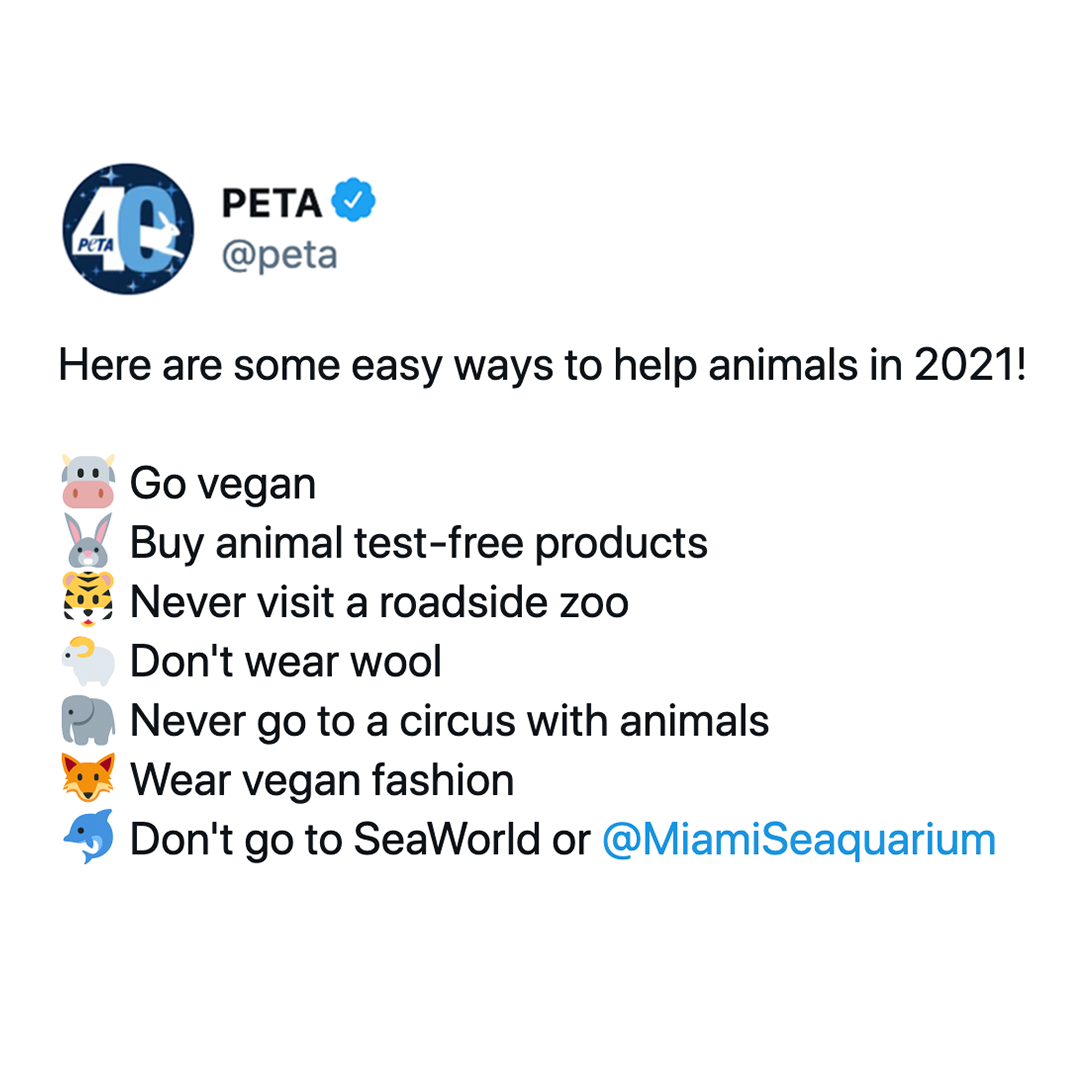 40
PETA
PETA
@peta
Here are some easy ways to help animals in 2021!
🐮 Go vegan
🐰 Buy animal test-free products
🐯 Never visit a roadside zoo
🐏 Don't wear wool
🐘 Never go to a circus with animals
🦊 Wear vegan fashion
🐬 Don't go to SeaWorld or @MiamiSeaquarium